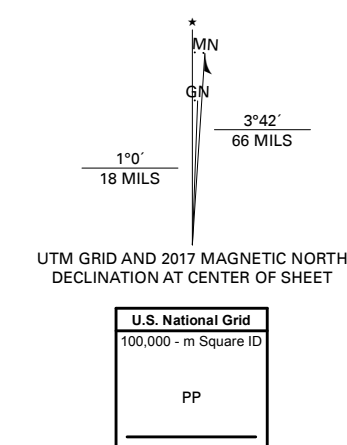 ★
MN
GN
3°42´
66 MILS
1°0´
18 MILS
UTM GRID AND 2017 MAGNETIC NORTH
DECLINATION AT CENTER OF SHEET
U.S. National Grid
100,000 - m Square ID
PP